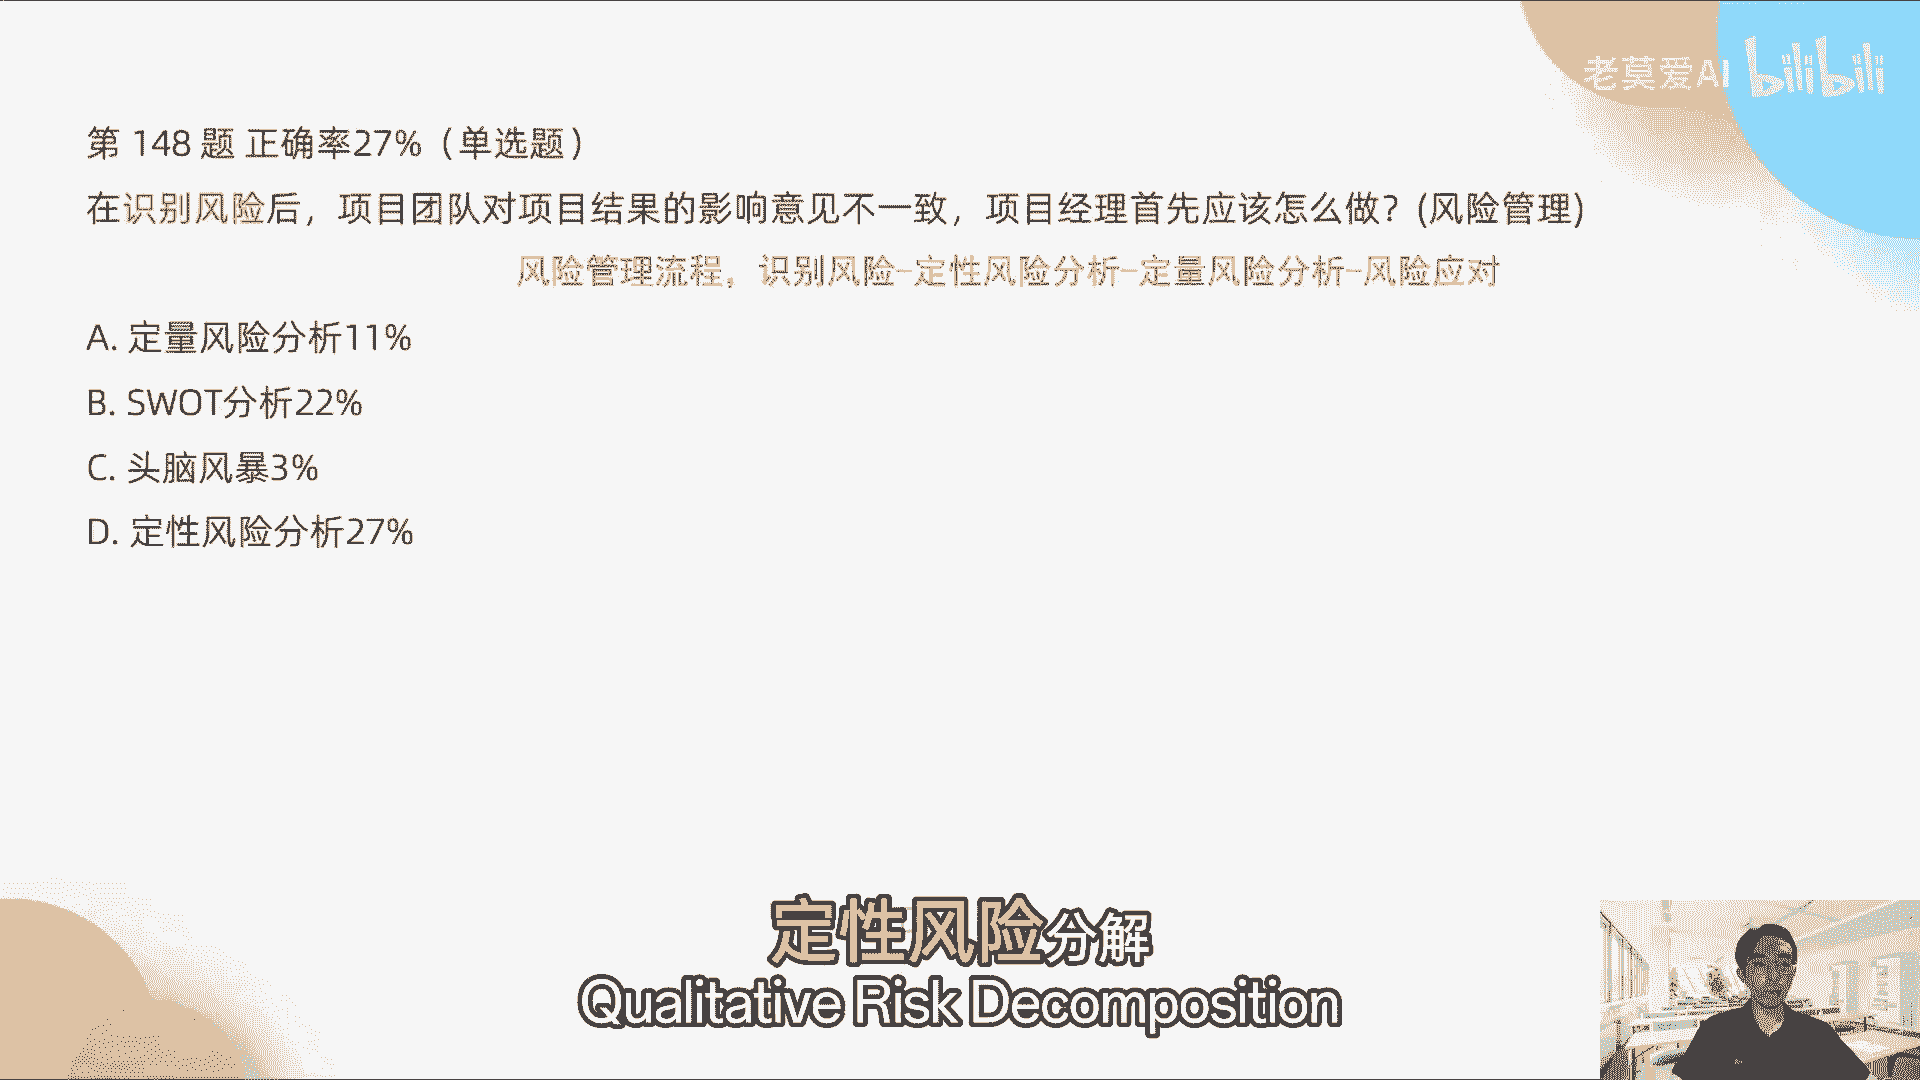 老莫爱AI bilibili
第 148 题 正确率27%（单选题）
在识别风险后，项目团队对项目结果的影响意见不一致，项目经理首先应该怎么做？(风险管理)
风险管理流程，识别风险-定性风险分析-定量风险分析-风险应对
A. 定量风险分析11%
B. SWOT分析22%
C. 头脑风暴3%
D. 定性风险分析27%
定性风险分解
Qualitative Risk Decomposition